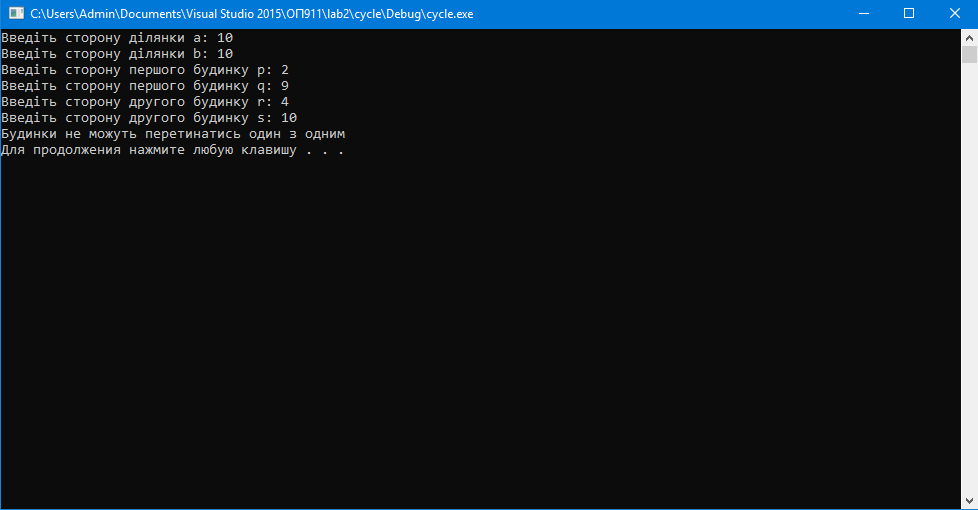 C:\Users\Admin\Documents\Visual Studio 2015\ОП911\lab2\cycle\Debug\cycle.exe
Введіть сторону ділянки a: 10
Введіть сторону ділянки b: 10
Введіть сторону першого будинку p: 2
Введіть сторону першого будинку q: 9
Введіть сторону другого будинку r: 4
Введіть сторону другого будинку s: 10
Будинки не можуть перетинатись один з одним
Для продолжения нажмите любую клавишу . . .